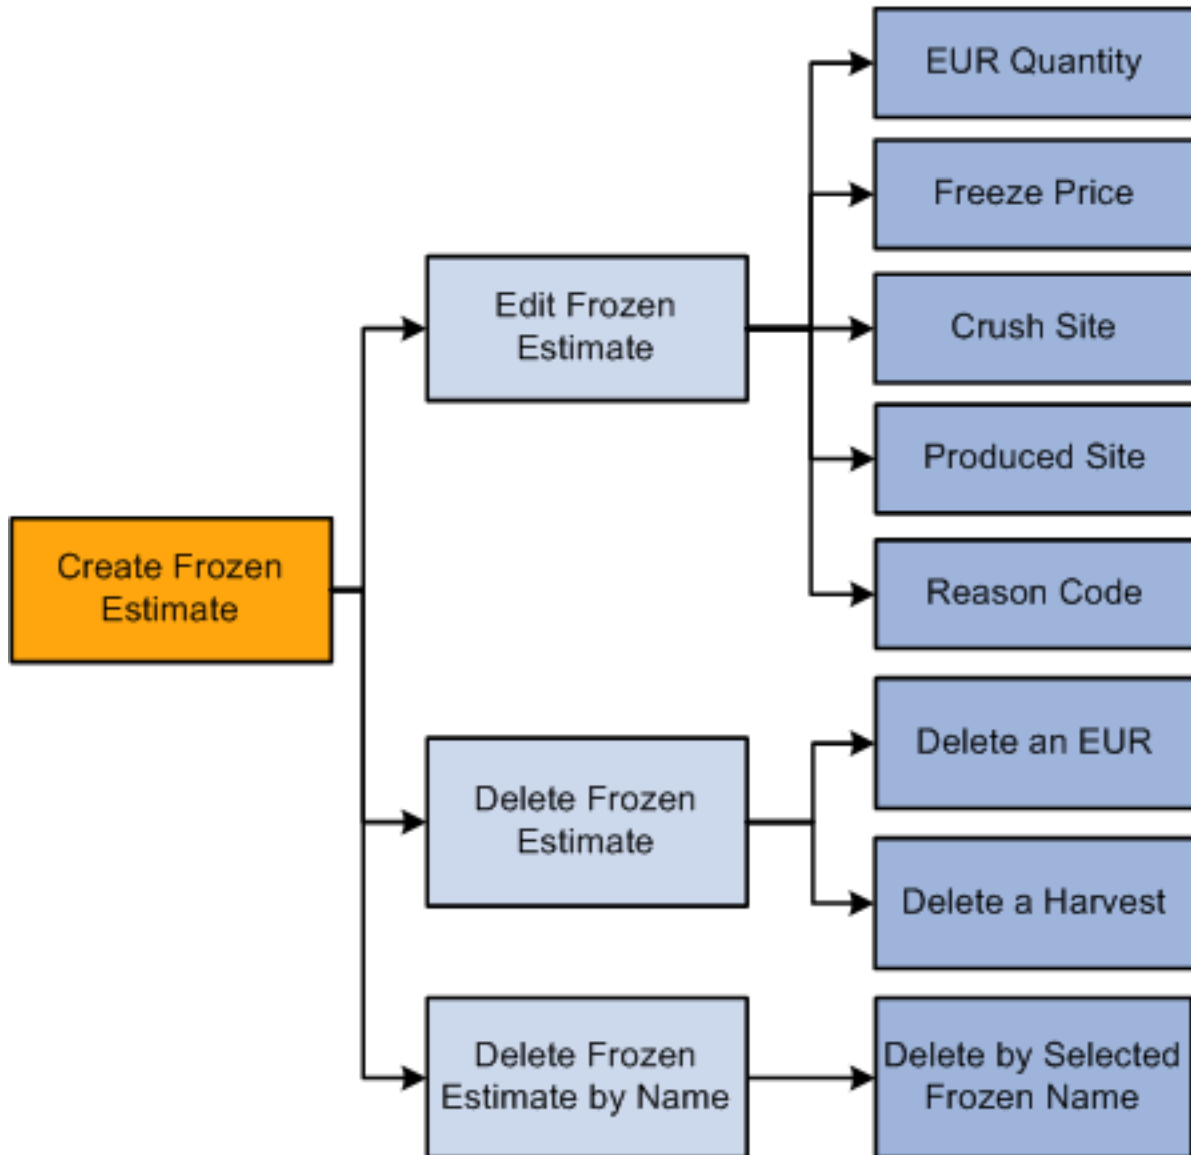 EUR Quantity
Freeze Price
Edit Frozen
Estimate
Crush Site
Produced Site
Create Frozen
Estimate
Reason Code
Delete an EUR
Delete Frozen
Estimate
Delete a Harvest
Delete Frozen
Estimate by Name
Delete by Selected
Frozen Name